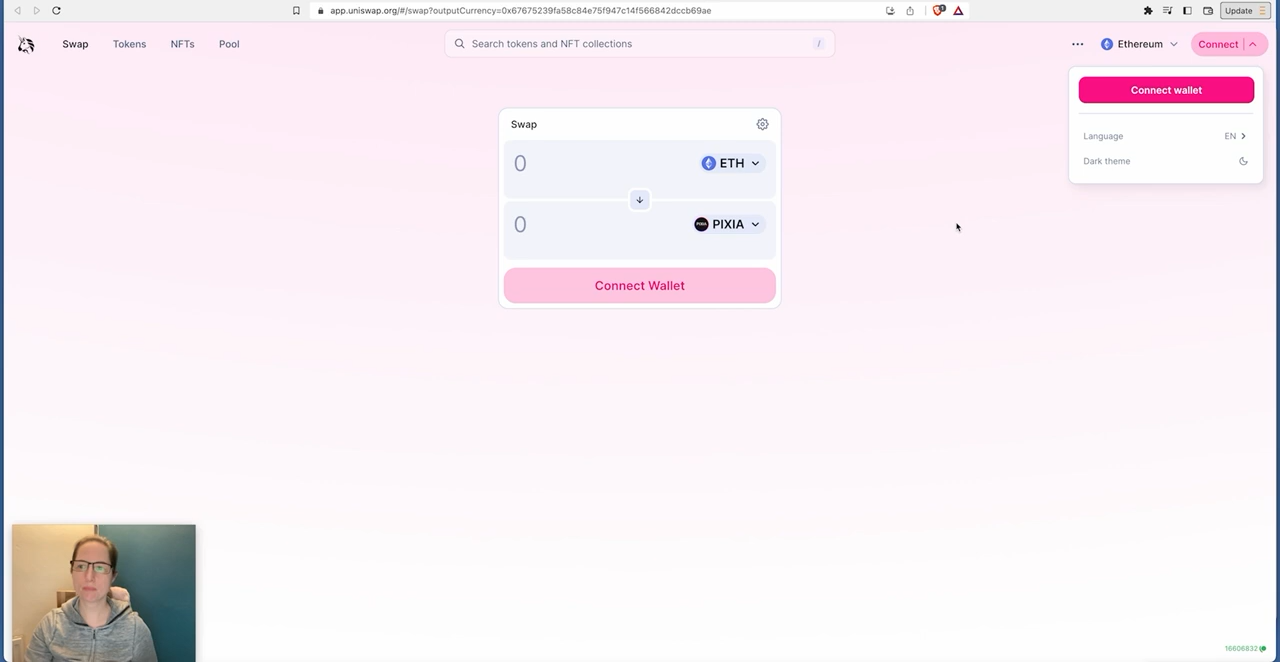 app.uniswap.org/#/swap?outputCurrency=0x67675239fa58c84e75f947c14f566842dccb69ae
1
Update
Swap
Tokens
NFTs
Pool
Search tokens and NFT collections
/
Ethereum
Connect
Connect wallet
Language
EN
Dark theme
Swap
0
ETH
0
PIXIA
Connect Wallet
16606832